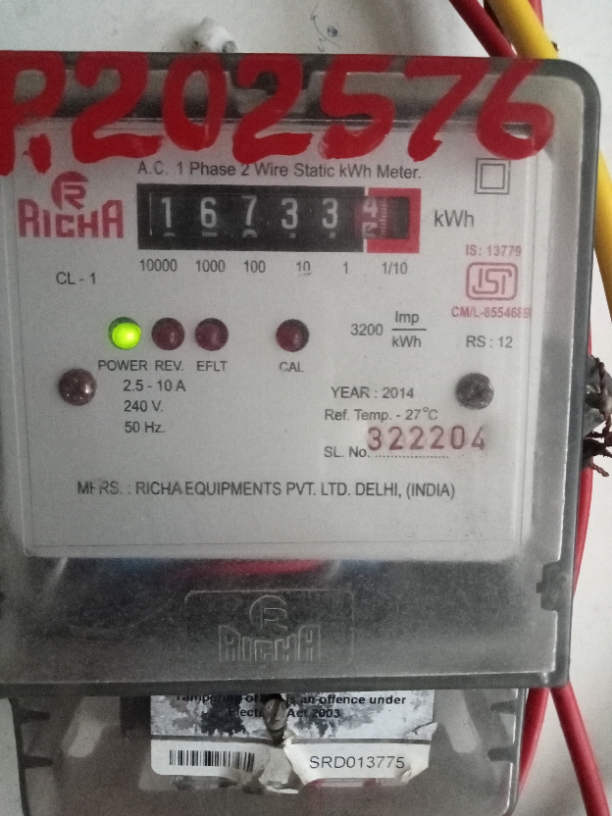 P.202576
A.C. 1 Phase 2 Wire Static kWh Meter.
RICHA
1 6 7 3 3
kWh
10000 1000 100 10 1 1/10
IS: 13779
ISI
CL - 1
CM/L-8554689
3200 Imp/kWh
RS : 12
POWER REV. EFLT CAL
2.5 - 10 A
240 V.
50 Hz.
YEAR : 2014
Ref. Temp. - 27°C
SL. No. 322204
MFRS. : RICHA EQUIPMENTS PVT. LTD. DELHI, (INDIA)
RICHA
an offence under
Act 2003
SRD013775